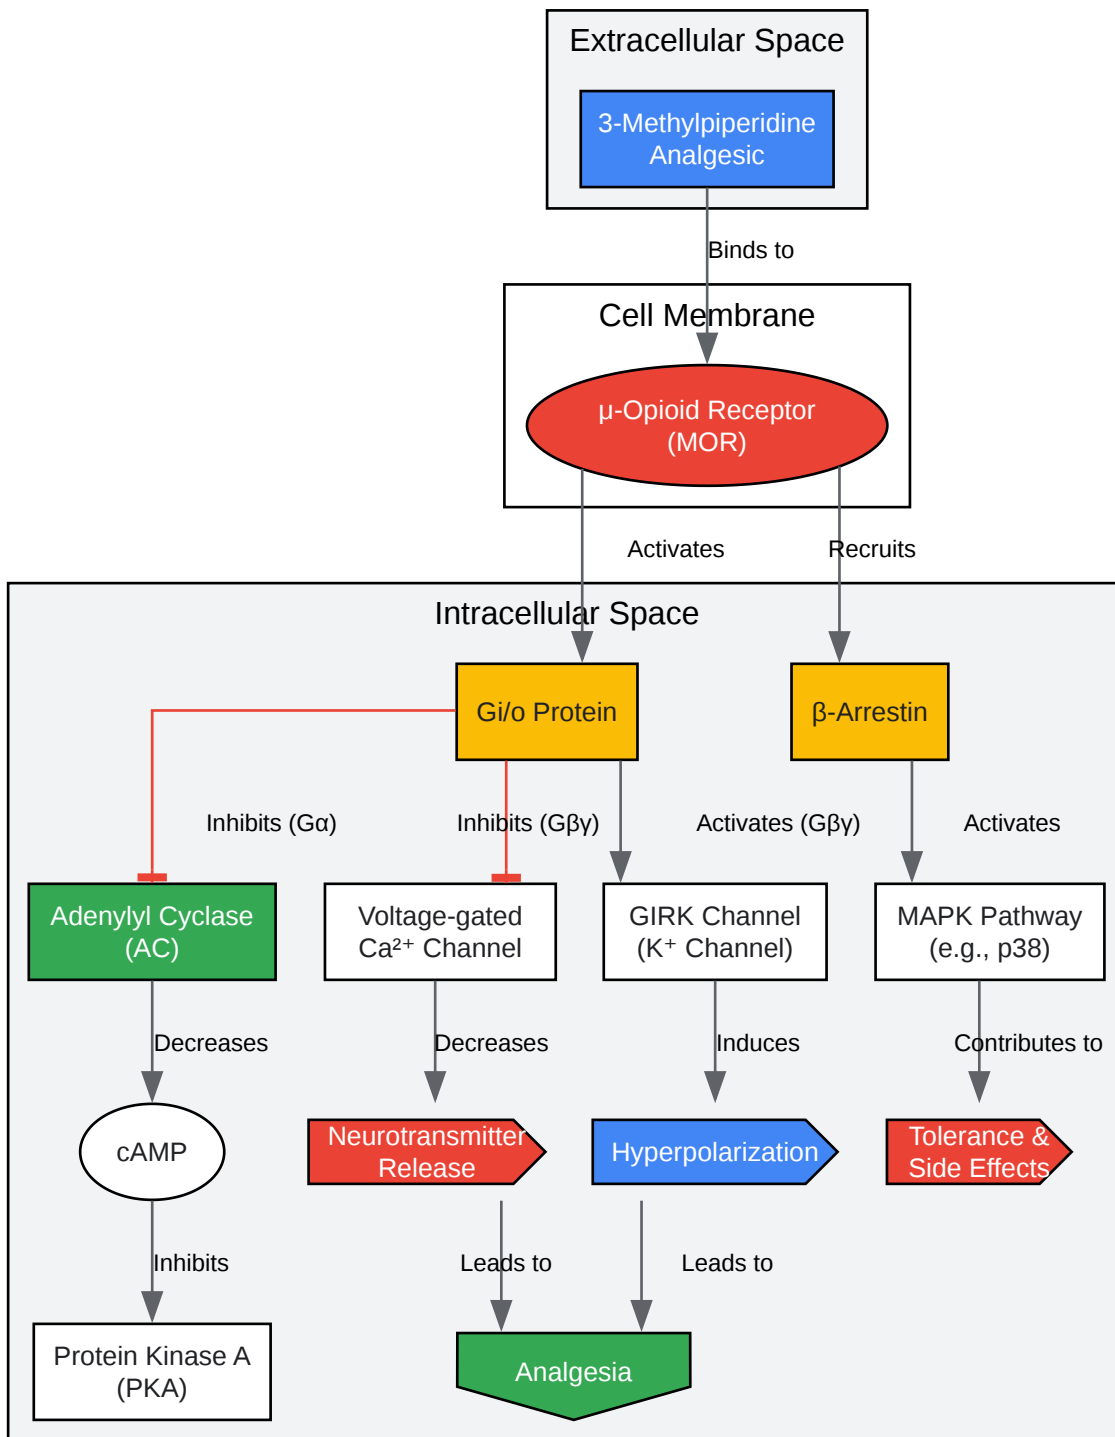 Extracellular Space
3-Methylpiperidine
Analgesic
Binds to
Cell Membrane
μ-Opioid Receptor
(MOR)
Activates
Recruits
Intracellular Space
Gi/o Protein
β-Arrestin
Inhibits (Gα)
Inhibits (Gβγ)
Activates (Gβγ)
Activates
Adenylyl Cyclase
(AC)
Voltage-gated
Ca²⁺ Channel
GIRK Channel
(K⁺ Channel)
MAPK Pathway
(e.g., p38)
Decreases
Decreases
Induces
Contributes to
cAMP
Neurotransmitter
Release
Hyperpolarization
Tolerance &
Side Effects
Inhibits
Leads to
Leads to
Protein Kinase A
(PKA)
Analgesia